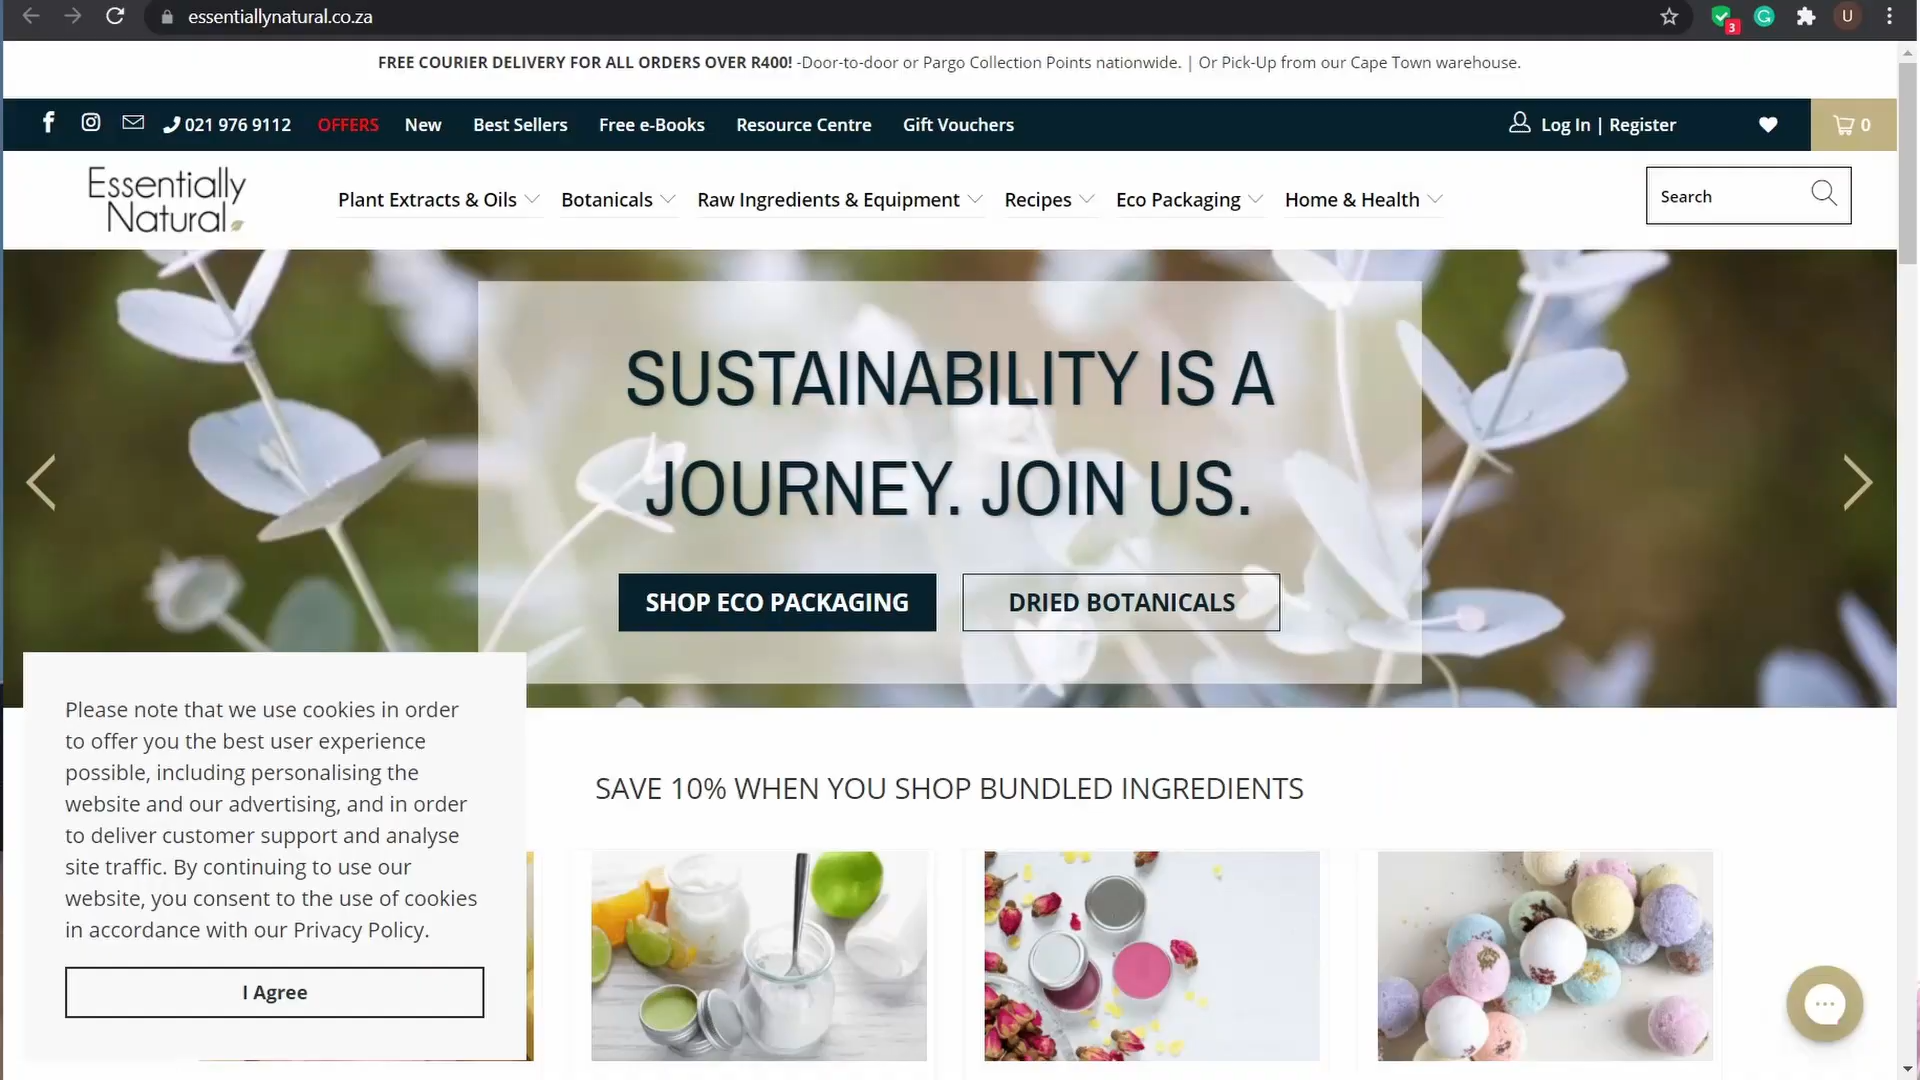 essentiallynatural.co.za
3
U
FREE COURIER DELIVERY FOR ALL ORDERS OVER R400! -Door-to-door or Pargo Collection Points nationwide. | Or Pick-Up from our Cape Town warehouse.
021 976 9112 OFFERS New Best Sellers Free e-Books Resource Centre Gift Vouchers Log In | Register 0
Essentially
Natural
Plant Extracts & Oils Botanicals Raw Ingredients & Equipment Recipes Eco Packaging Home & Health Search
SUSTAINABILITY IS A
JOURNEY. JOIN US.
SHOP ECO PACKAGING DRIED BOTANICALS
Please note that we use cookies in order
to offer you the best user experience
possible, including personalising the
website and our advertising, and in order
to deliver customer support and analyse
site traffic. By continuing to use our
website, you consent to the use of cookies
in accordance with our Privacy Policy.
I Agree
SAVE 10% WHEN YOU SHOP BUNDLED INGREDIENTS